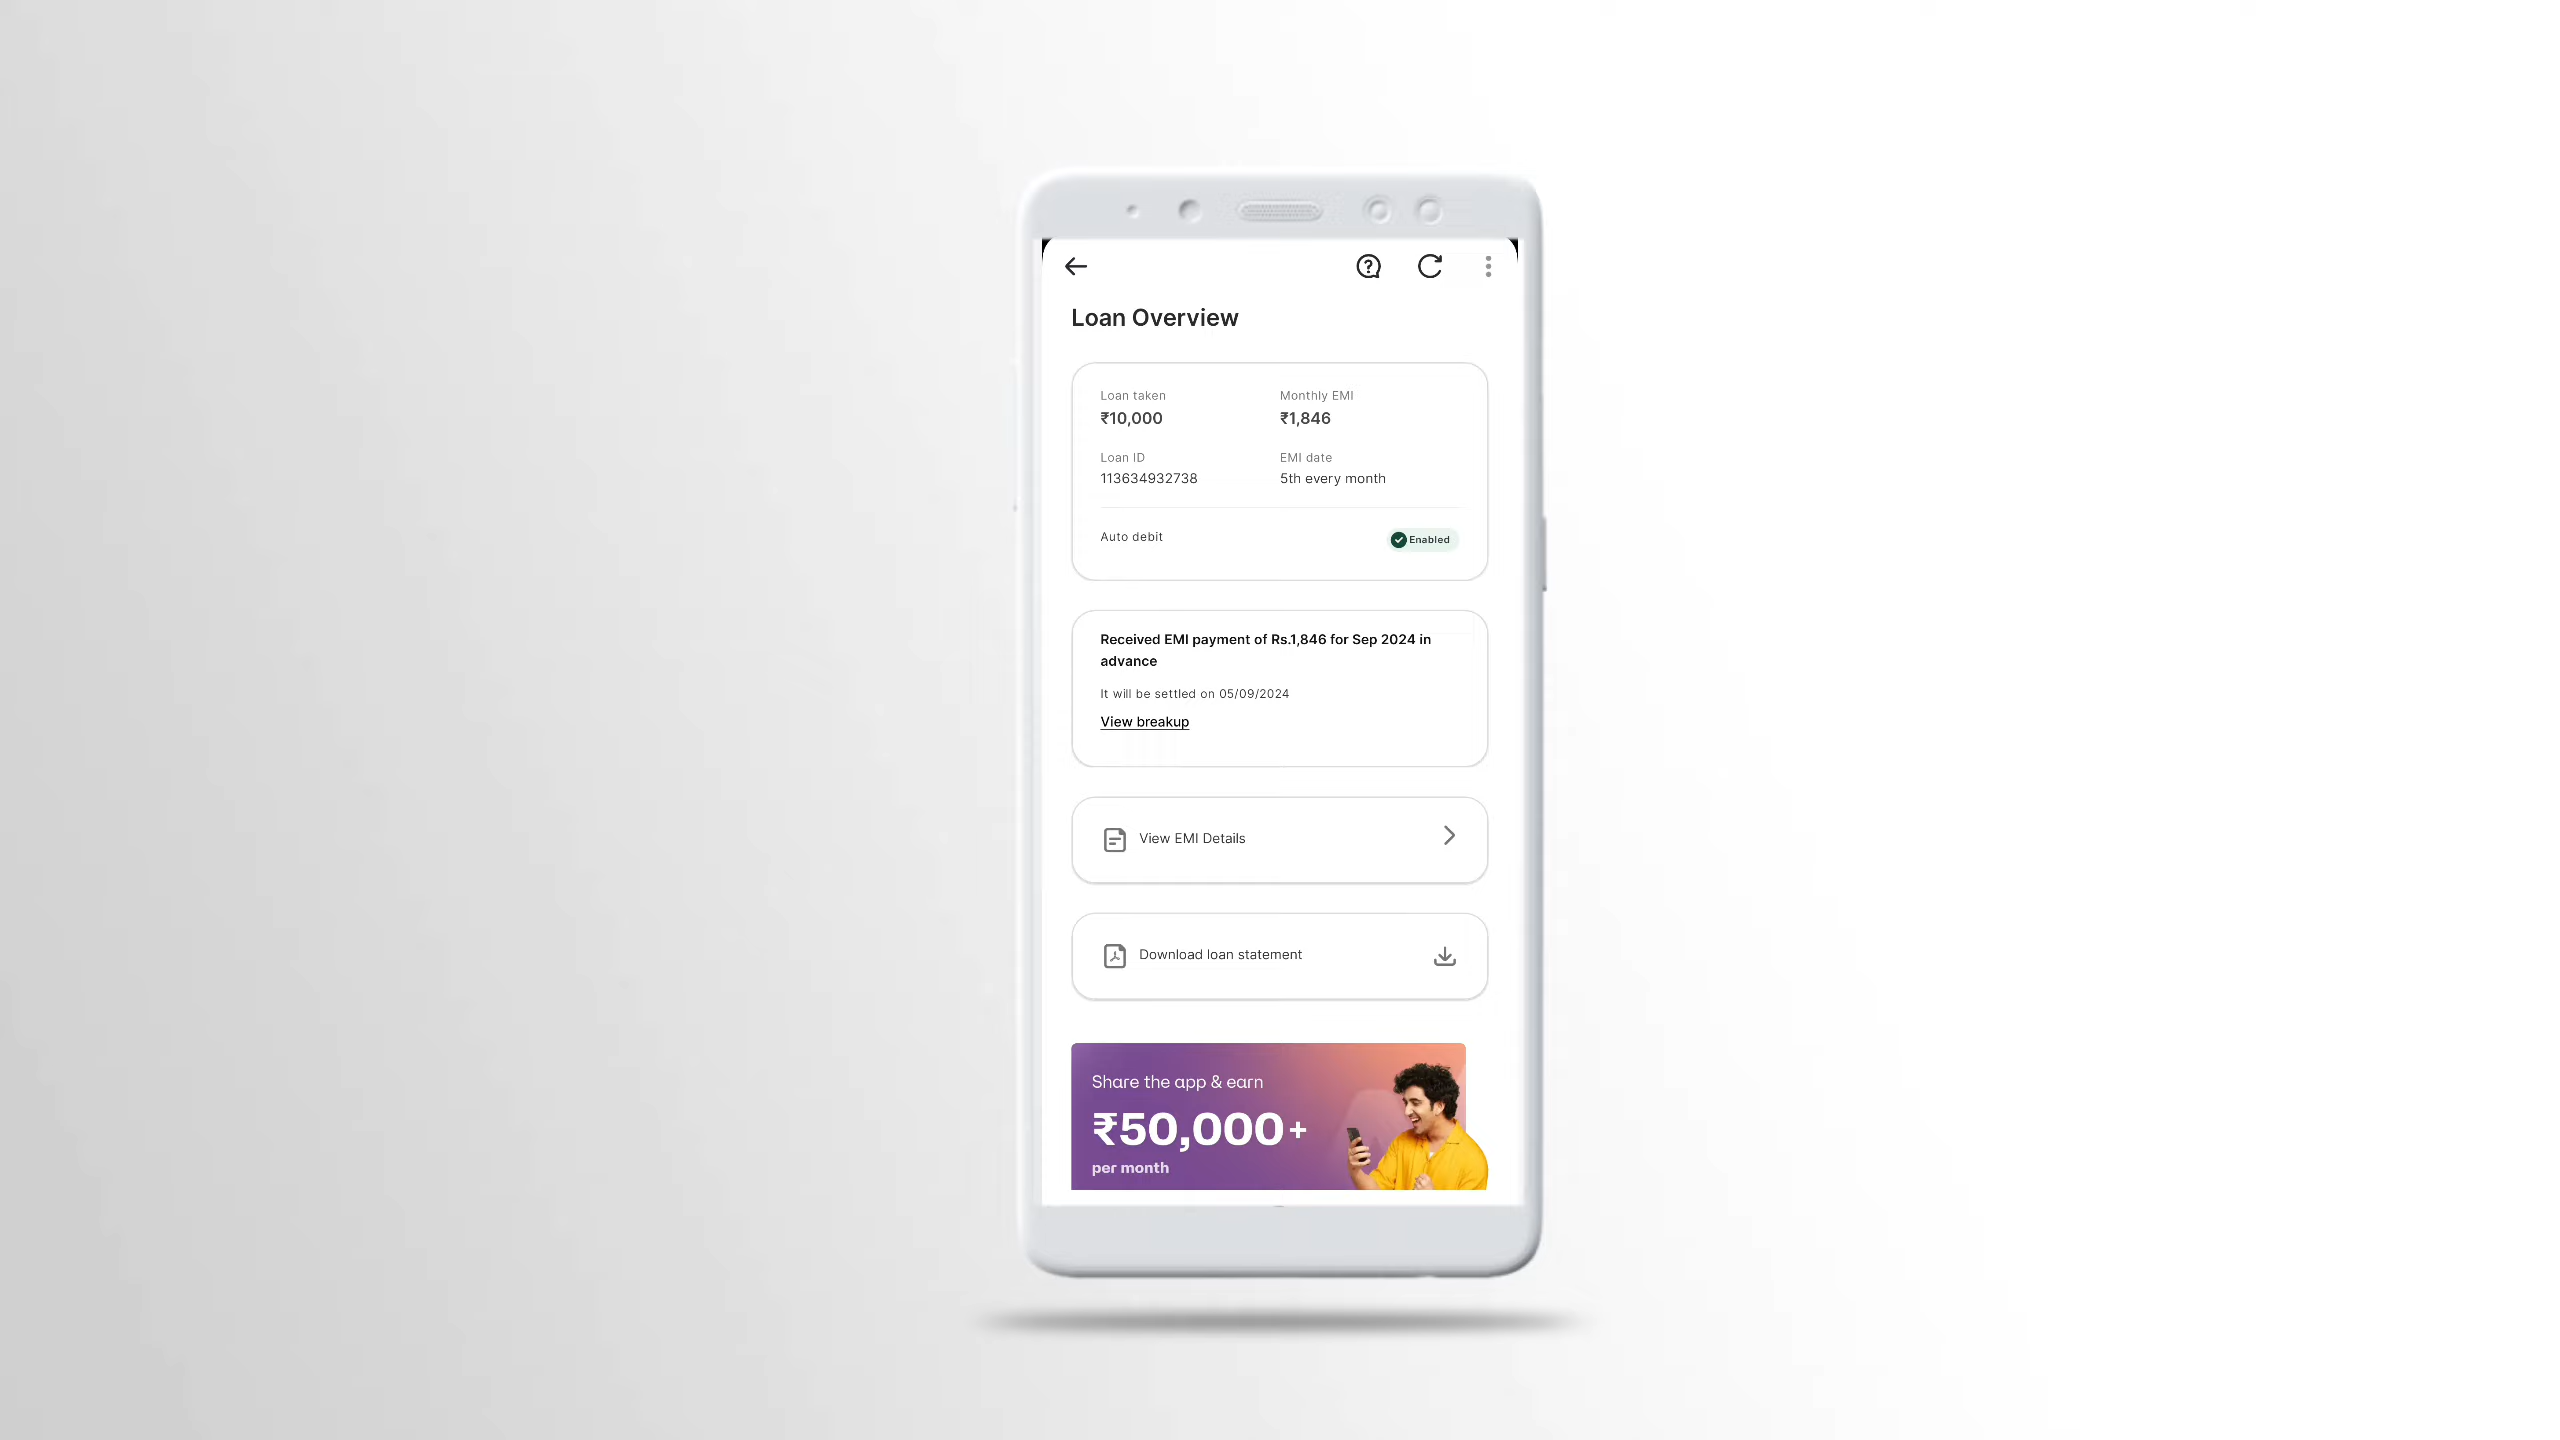 Loan Overview
Loan taken
₹10,000
Monthly EMI
₹1,846
Loan ID
113634932738
EMI date
5th every month
Auto debit
Enabled
Received EMI payment of Rs.1,846 for Sep 2024 in
advance
It will be settled on 05/09/2024
View breakup
View EMI Details
Download loan statement
Share the app & earn
₹50,000+
per month